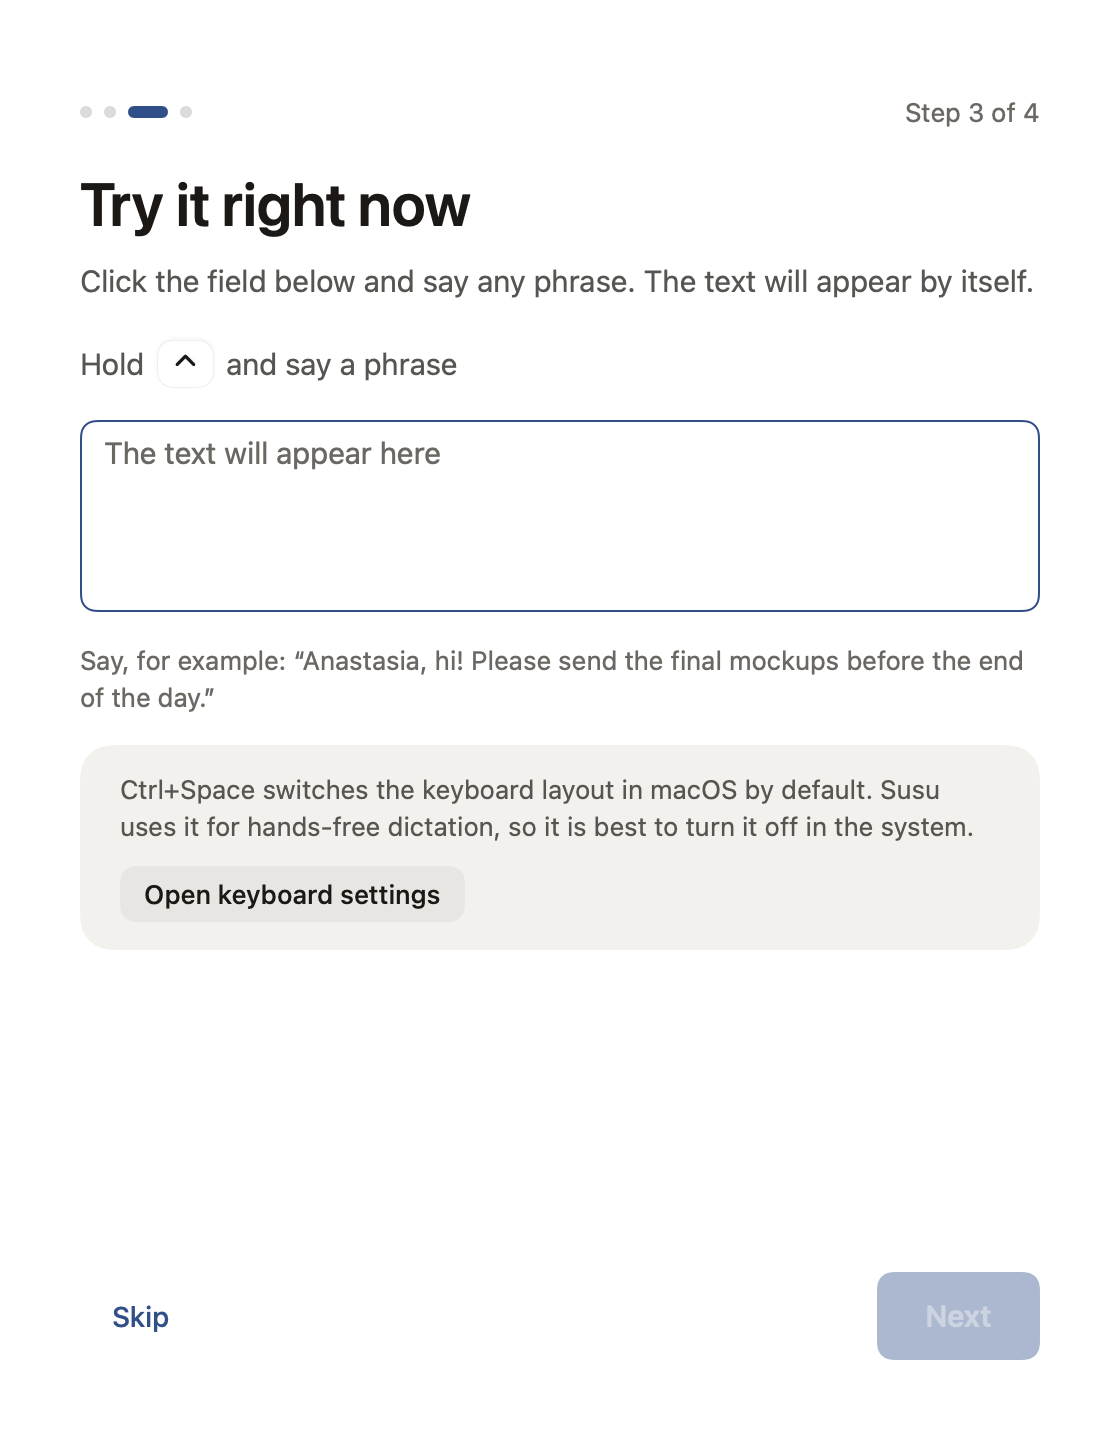 Step 3 of 4
Try it right now
Click the field below and say any phrase. The text will appear by itself.
Hold ^ and say a phrase
The text will appear here
Say, for example: “Anastasia, hi! Please send the final mockups before the end
of the day.”
Ctrl+Space switches the keyboard layout in macOS by default. Susu
uses it for hands-free dictation, so it is best to turn it off in the system.
Open keyboard settings
Skip
Next